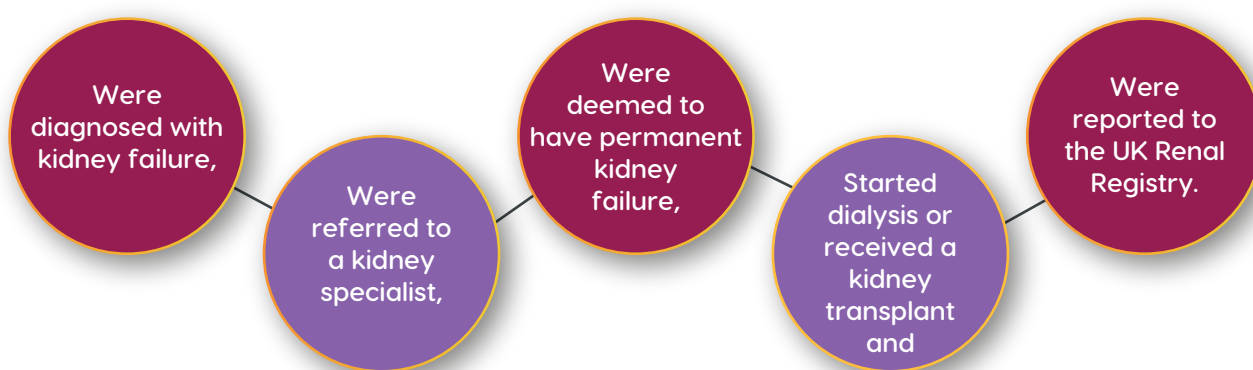 Were
diagnosed with
kidney failure,
Were
referred to
a kidney
specialist,
Were
deemed to
have permanent
kidney
failure,
Started
dialysis or
received a
kidney
transplant
and
Were
reported to
the UK Renal
Registry.